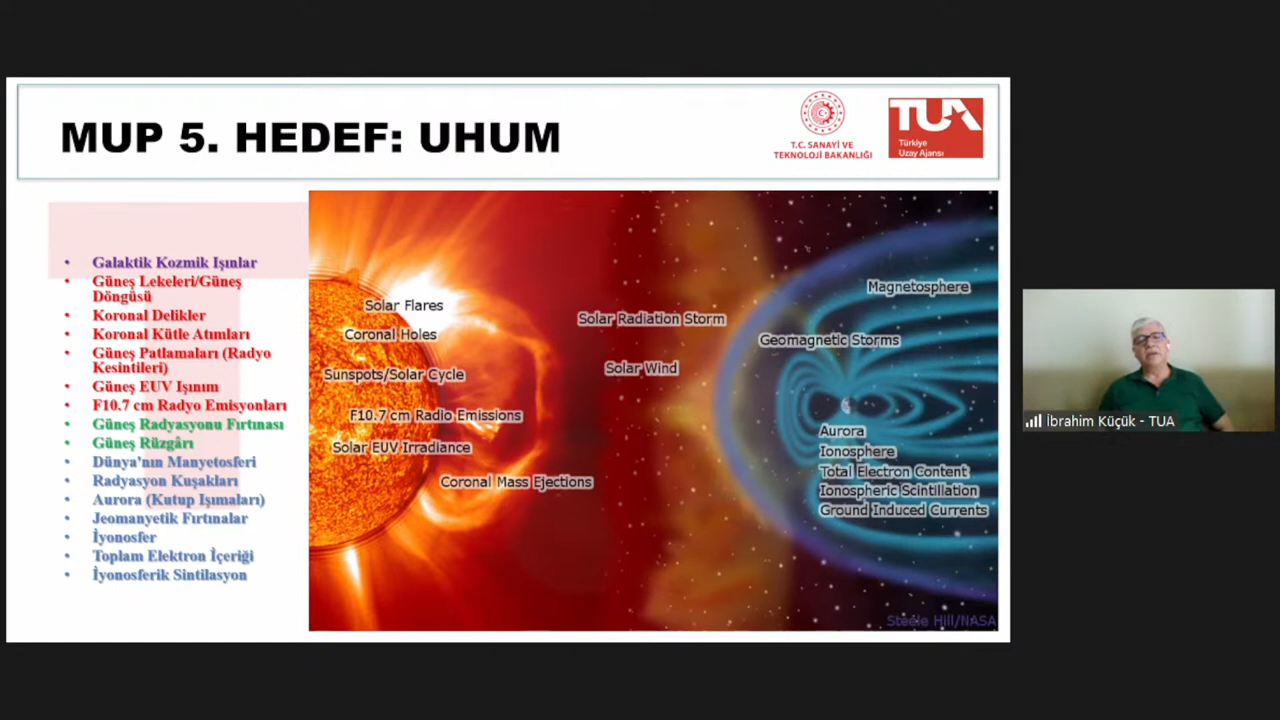 MUP 5. HEDEF: UHUM
T.C. SANAYİ VE
TEKNOLOJİ BAKANLIĞI
TUA
Türkiye
Uzay Ajansı
• Galaktik Kozmik Işınlar
• Güneş Lekeleri/Güneş
Döngüsü
• Koronal Delikler
• Koronal Kütle Atımları
• Güneş Patlamaları (Radyo
Kesintileri)
• Güneş EUV Işınım
• F10.7 cm Radyo Emisyonları
• Güneş Radyasyonu Fırtınası
• Güneş Rüzgârı
• Dünya'nın Manyetosferi
• Radyasyon Kuşakları
• Aurora (Kutup Işımaları)
• Jeomanyetik Fırtınalar
• İyonosfer
• Toplam Elektron İçeriği
• İyonosferik Sintilasyon
Solar Flares
Coronal Holes
Sunspots/Solar Cycle
F10.7 cm Radio Emissions
Solar EUV Irradiance
Coronal Mass Ejections
Solar Radiation Storm
Solar Wind
Magnetosphere
Geomagnetic Storms
Aurora
Ionosphere
Total Electron Content
Ionospheric Scintillation
Ground Induced Currents
Steele Hill/NASA
İbrahim Küçük - TUA